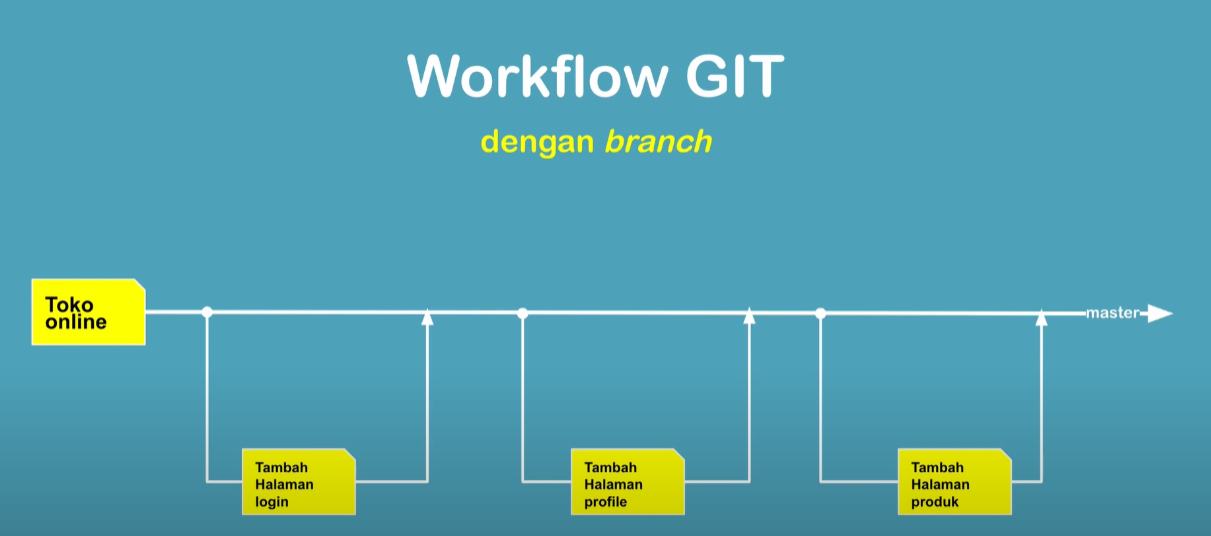 Workflow GIT
dengan branch
Toko
online
master
Tambah
Halaman
login
Tambah
Halaman
profile
Tambah
Halaman
produk